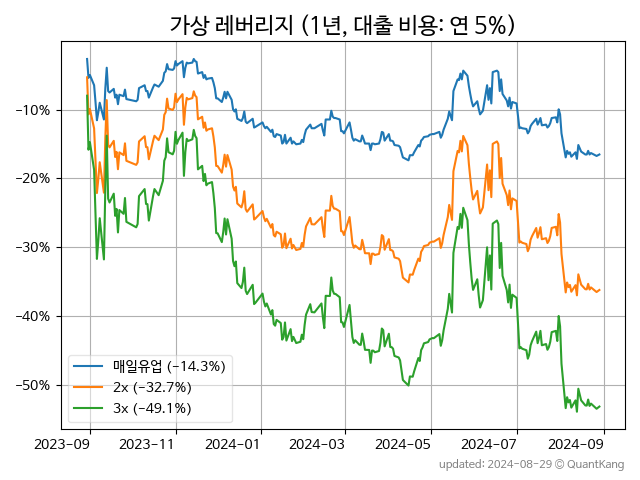 가상 레버리지 (1년, 대출 비용: 연 5%)
−10%
−20%
−30%
−40%
−50%
매일유업 (−14.3%)
2x (−32.7%)
3x (−49.1%)
2023-09 2023-11 2024-01 2024-03 2024-05 2024-07 2024-09
updated: 2024-08-29 © QuantKang